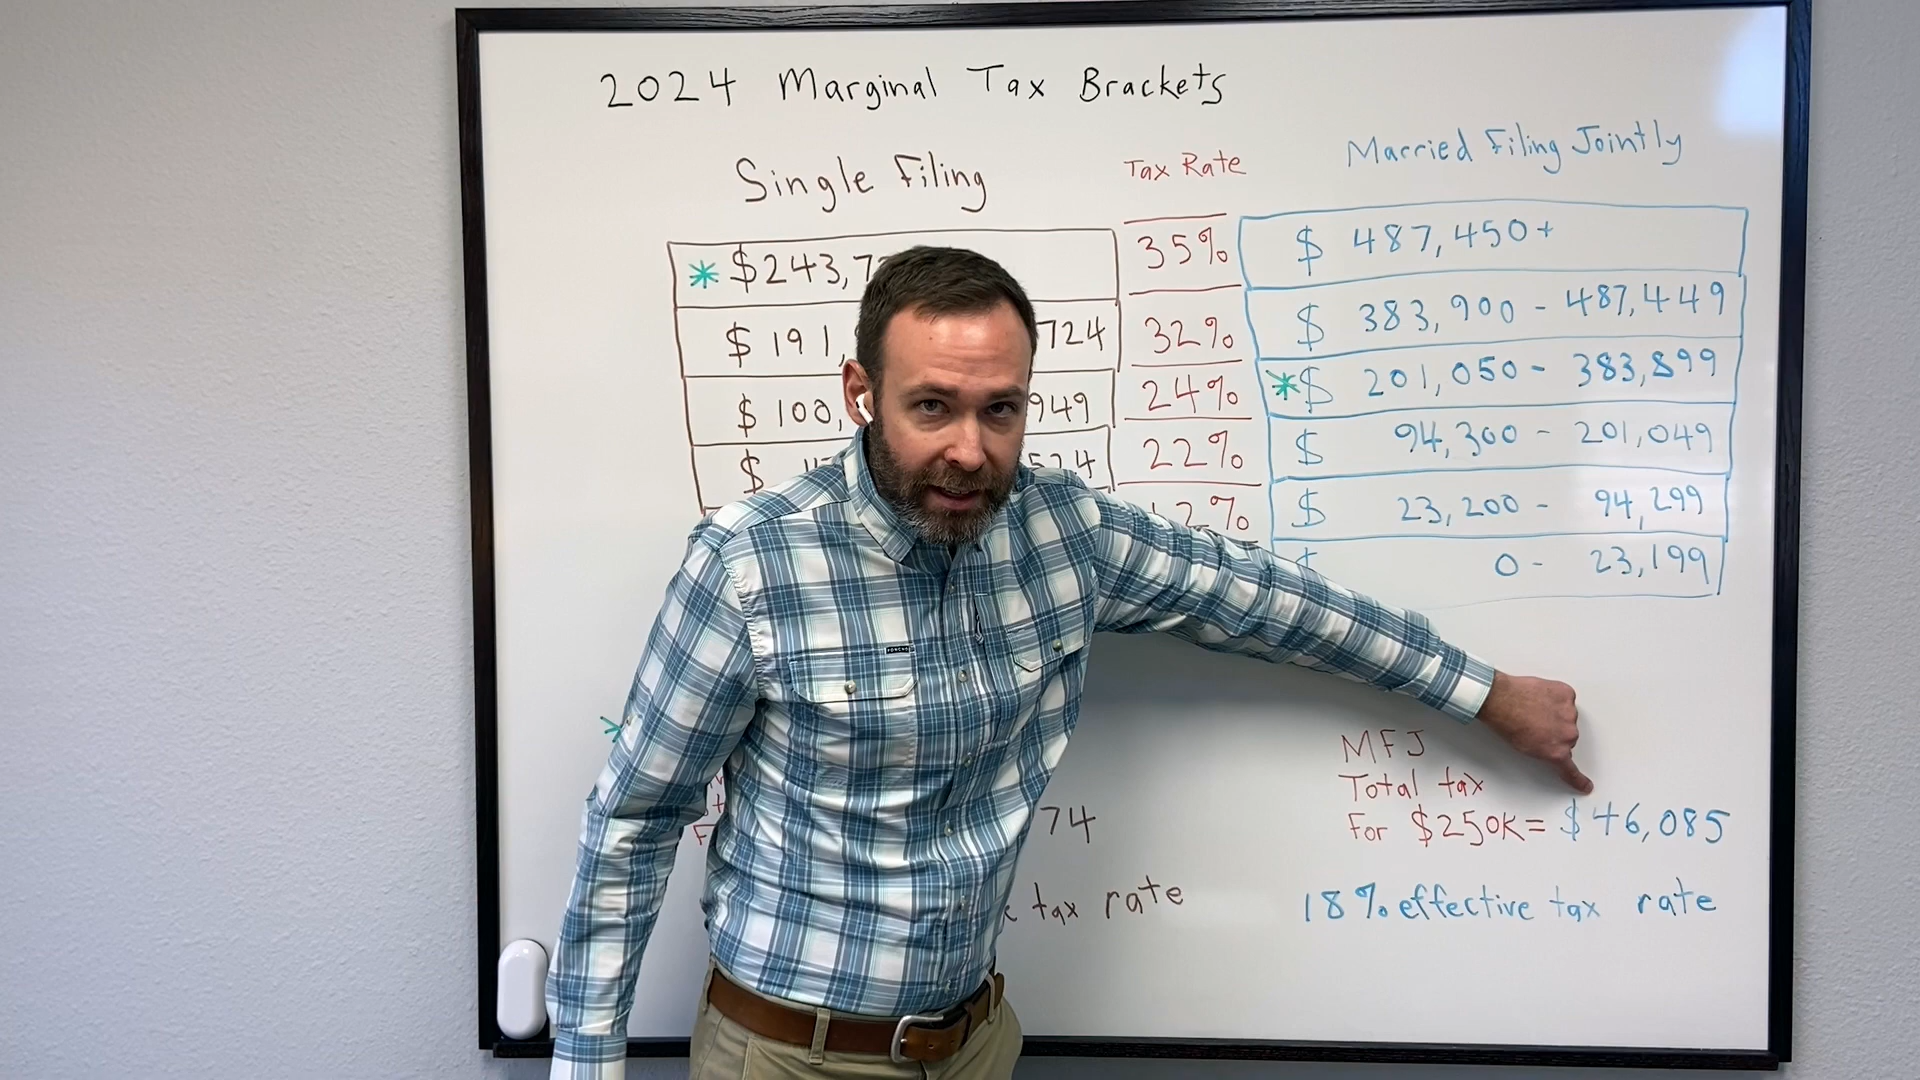 2024 Marginal Tax Brackets
Single Filing
Tax Rate
Married Filing Jointly
* $243,7
35%
$ 487,450+
$ 191, 724
32%
$ 383,900 - 487,449
$ 100, 949
24%
*$ 201,050 - 383,899
$ 524
22%
$ 94,300 - 201,049
2%
$ 23,200 - 94,299
0 - 23,199
MFJ
Total tax
For $250K = $46,085
74
tax rate
18% effective tax rate